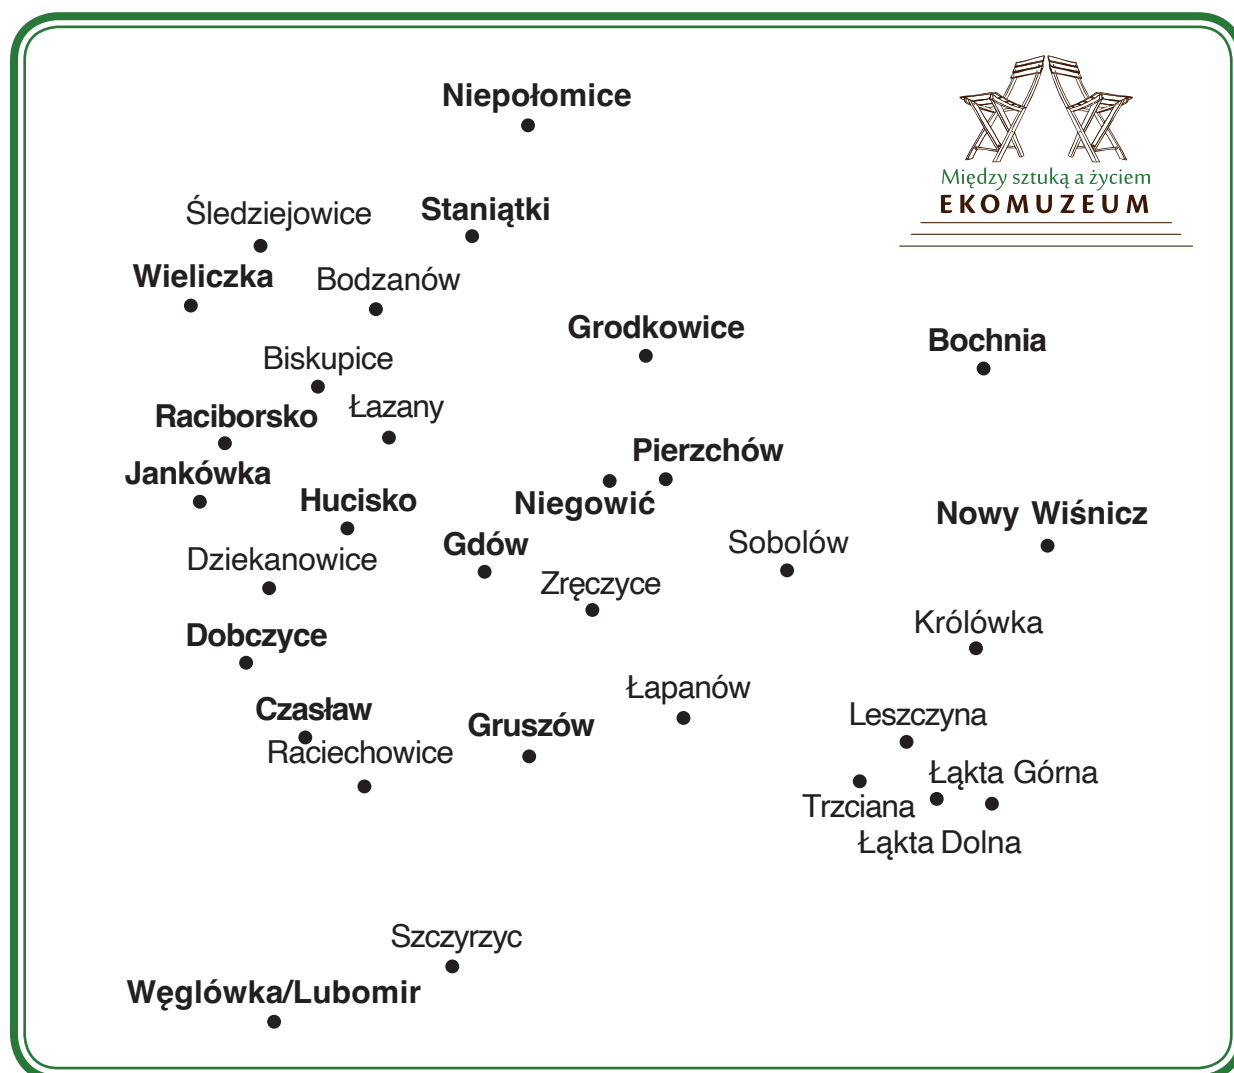 Niepołomice
Między sztuką a życiem
EKOMUZEUM
Śledziejowice
Staniątki
Wieliczka
Bodzanów
Grodkowice
Bochnia
Biskupice
Raciborsko
Łazany
Pierzchów
Jankówka
Hucisko
Niegowić
Nowy Wiśnicz
Gdów
Sobolów
Dziekanowice
Zręczyce
Królówka
Dobczyce
Łapanów
Czasław
Gruszów
Leszczyna
Raciechowice
Łąkta Górna
Trzciana
Łąkta Dolna
Szczyrzyc
Węglówka/Lubomir